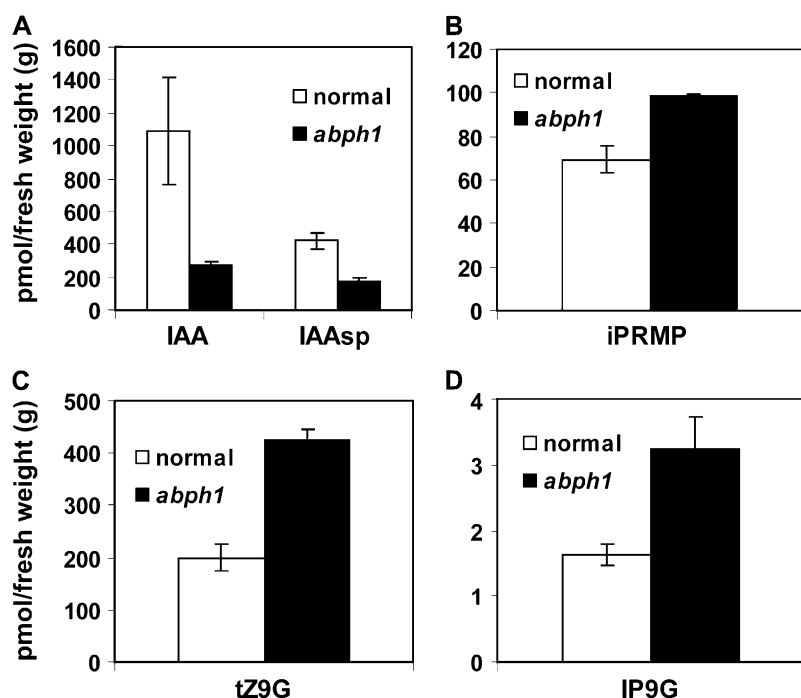 A
pmol/fresh weight (g)
1600
1400
1200
1000
800
600
400
200
0
normal
abph1
IAA
IAAsp
B
120
100
80
60
40
20
0
normal
abph1
iPRMP
C
pmol/fresh weight (g)
500
400
300
200
100
0
normal
abph1
tZ9G
D
4
3
2
1
0
normal
abph1
IP9G